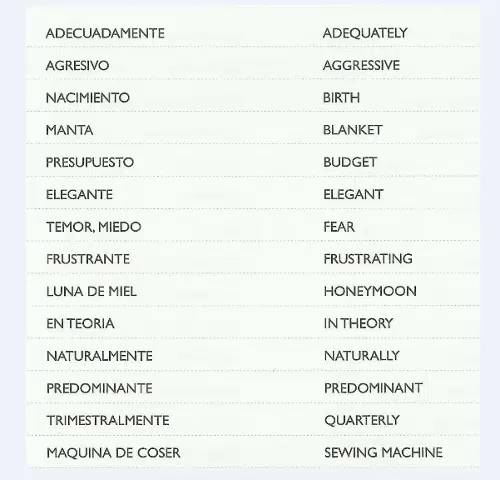 ADECUADAMENTE ADEQUATELY
AGRESIVO AGGRESSIVE
NACIMIENTO BIRTH
MANTA BLANKET
PRESUPUESTO BUDGET
ELEGANTE ELEGANT
TEMOR, MIEDO FEAR
FRUSTRANTE FRUSTRATING
LUNA DE MIEL HONEYMOON
EN TEORIA IN THEORY
NATURALMENTE NATURALLY
PREDOMINANTE PREDOMINANT
TRIMESTRALMENTE QUARTERLY
MAQUINA DE COSER SEWING MACHINE